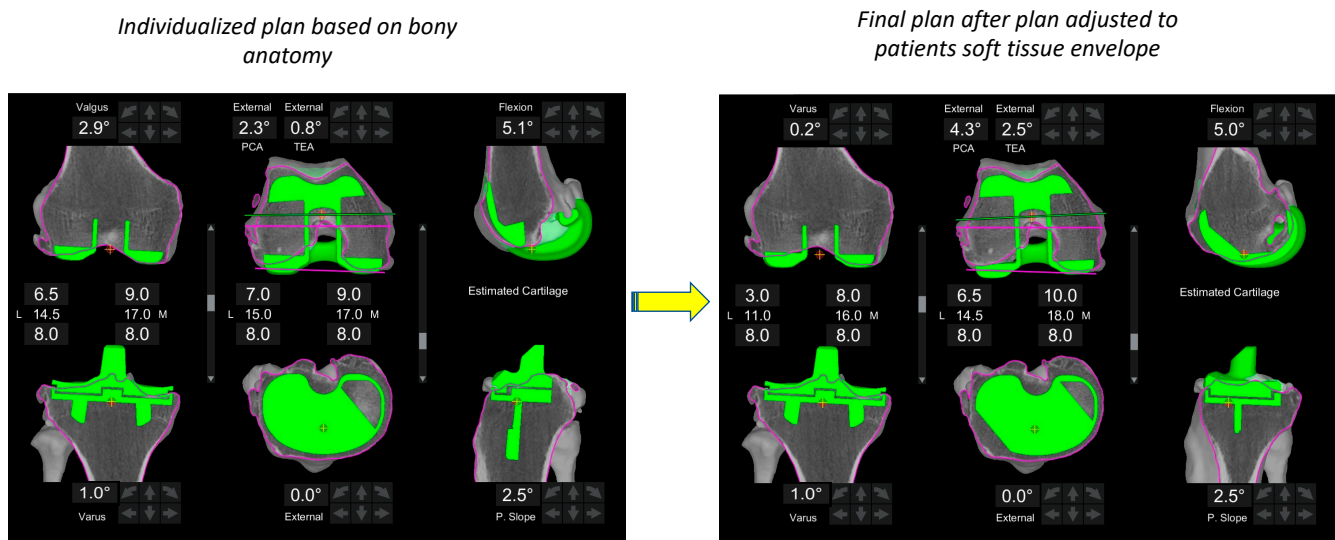 Individualized plan based on bony
anatomy
Final plan after plan adjusted to
patients soft tissue envelope
Valgus
2.9°
External External
2.3° 0.8°
PCA TEA
Flexion
5.1°
6.5 9.0
L 14.5 17.0 M
8.0 8.0
7.0 9.0
L 15.0 17.0 M
8.0 8.0
Estimated Cartilage
1.0°
Varus
0.0°
External
2.5°
P. Slope
Varus
0.2°
External External
4.3° 2.5°
PCA TEA
Flexion
5.0°
3.0 8.0
L 11.0 16.0 M
8.0 8.0
6.5 10.0
L 14.5 18.0 M
8.0 8.0
Estimated Cartilage
1.0°
Varus
0.0°
External
2.5°
P. Slope